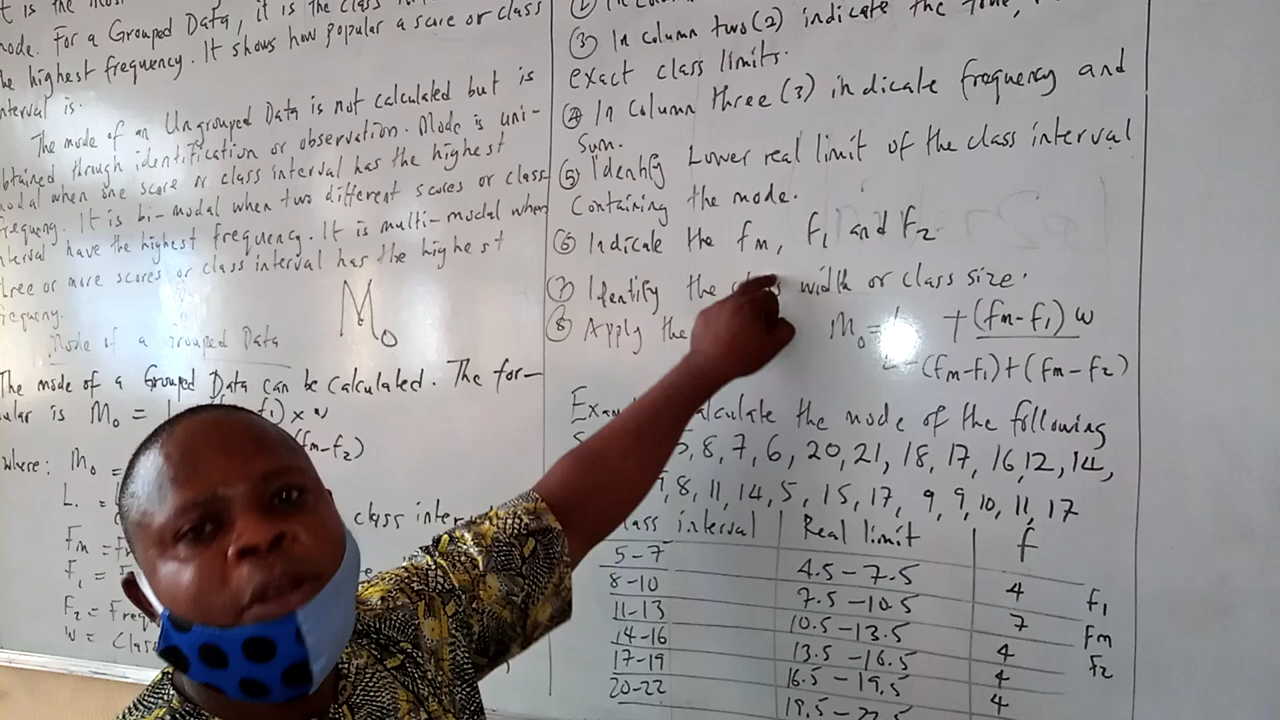 it is the class
mode. For a Grouped Data,
he highest frequency. It shows how popular a score or class
interval is.
The mode of an Ungrouped Data is not calculated but is
obtained through identification or observation. Mode is uni-
modal when one score or class interval has the highest
frequency. It is bi-modal when two different scores or class
interval have the highest frequency. It is multi-modal when
three or more scores or class interval has the highest
frequency.
Mo
Mode of a Grouped Data
The mode of a Grouped Data can be calculated. The for-
mular is Mo = f1) x w
(fm-f2)
where: Mo =
L. =
class inter
Fm =
F1 =
F2 = Freq
w = Class
③ In column two (2) indicate the true,
exact class limits.
④ In Column three (3) indicate frequency and
Sum.
⑤ Identify Lower real limit of the class interval
Containing the mode.
⑥ Indicate the fm, f1 and F2
⑦ Identify the class width or class size.
⑧ Apply the Mo = + (fm-f1) w
(fm-f1)+(fm-f2)
Calculate the mode of the following
5, 8, 7, 6, 20, 21, 18, 17, 16, 12, 14,
8, 11, 14, 5, 15, 17, 9, 9, 10, 11, 17
Class interval Real limit f
5-7 4.5-7.5 4 f1
8-10 7.5-10.5 7 Fm
11-13 10.5-13.5 4 F2
14-16 13.5-16.5 4
17-19 16.5-19.5 4
20-22 19.5-22.5